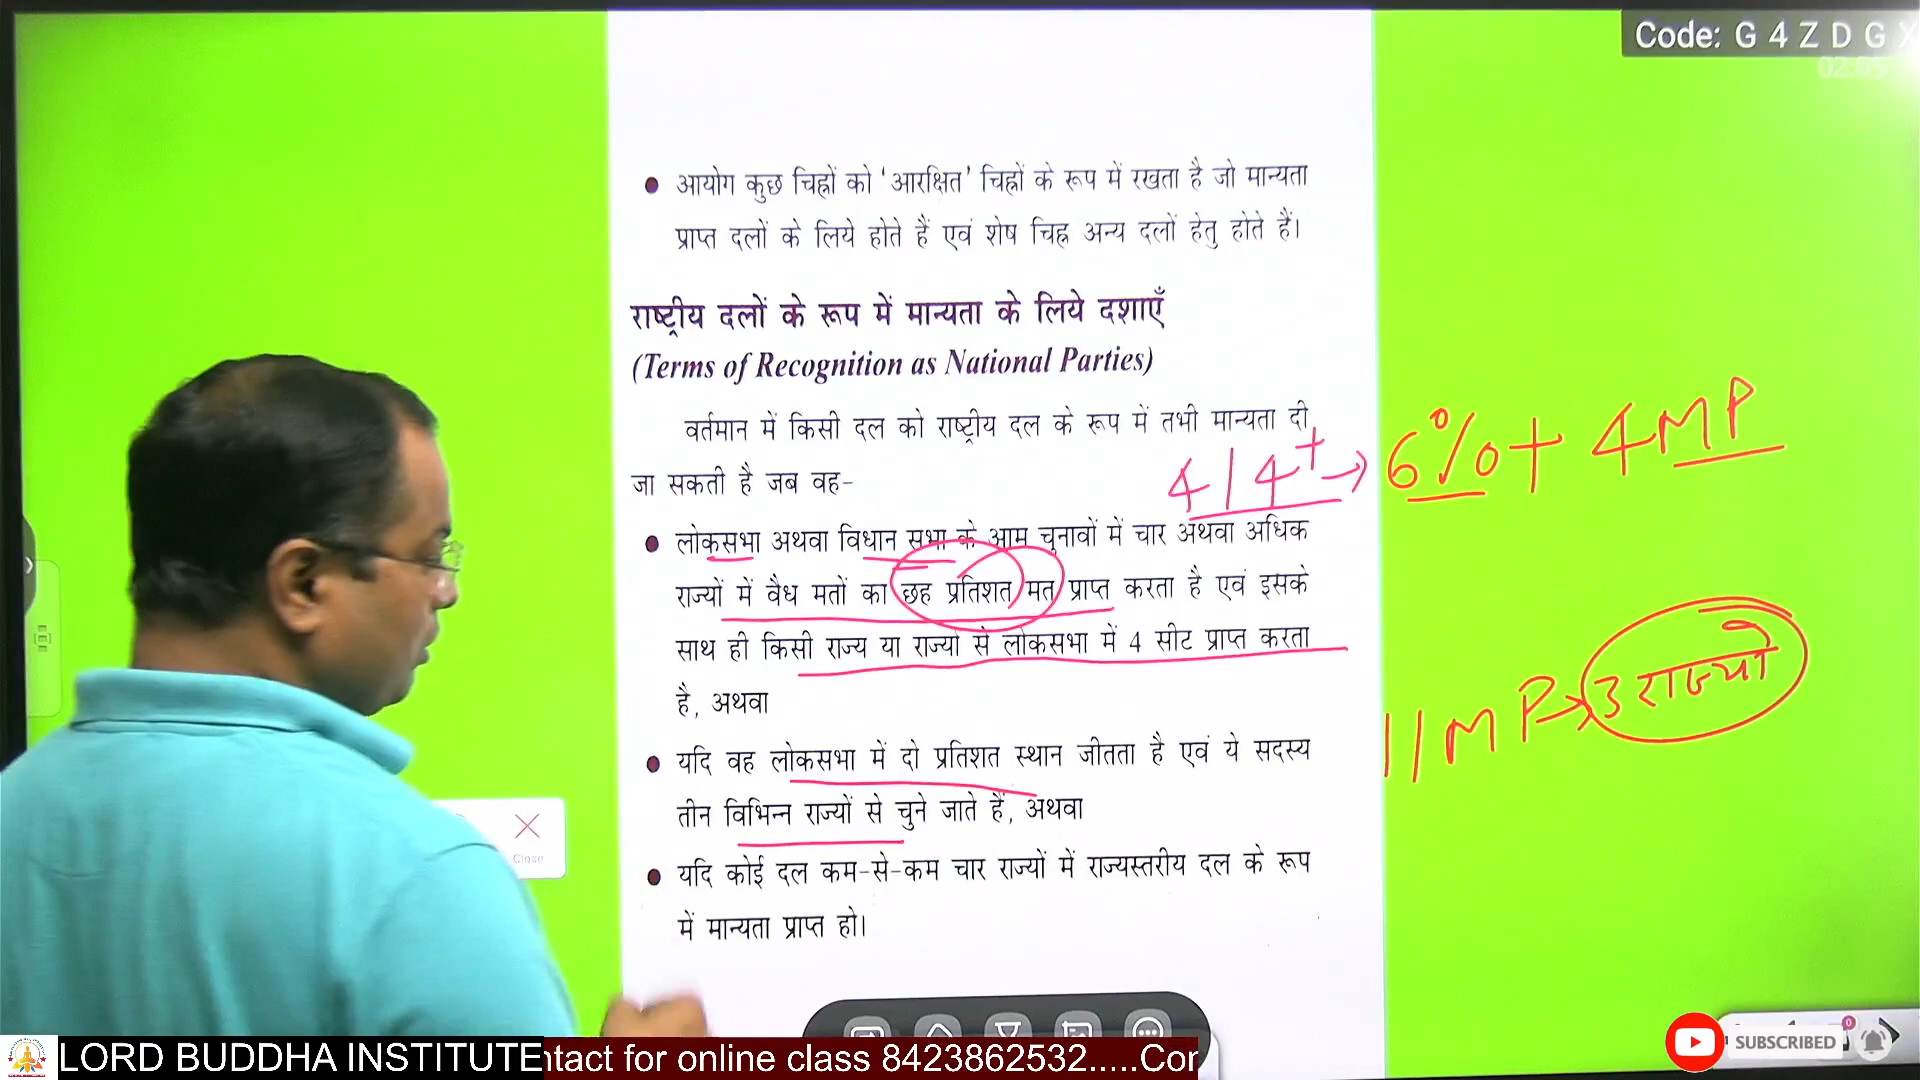 Code: G 4 Z D G X
02:05
आयोग कुछ चिह्नों को 'आरक्षित' चिह्नों के रूप में रखता है जो मान्यता
प्राप्त दलों के लिये होते हैं एवं शेष चिह्न अन्य दलों हेतु होते हैं।
राष्ट्रीय दलों के रूप में मान्यता के लिये दशाएँ
(Terms of Recognition as National Parties)
वर्तमान में किसी दल को राष्ट्रीय दल के रूप में तभी मान्यता दी
जा सकती है जब वह-
4/4+ → 6% + 4MP
लोकसभा अथवा विधान सभा के आम चुनावों में चार अथवा अधिक
राज्यों में वैध मतों का छह प्रतिशत मत प्राप्त करता है एवं इसके
साथ ही किसी राज्य या राज्यों से लोकसभा में 4 सीट प्राप्त करता
है, अथवा
11 MP → 3 राज्यो
यदि वह लोकसभा में दो प्रतिशत स्थान जीतता है एवं ये सदस्य
तीन विभिन्न राज्यों से चुने जाते हैं, अथवा
Close
यदि कोई दल कम-से-कम चार राज्यों में राज्यस्तरीय दल के रूप
में मान्यता प्राप्त हो।
LORD BUDDHA INSTITUTE
ntact for online class 8423862532.....Cor
SUBSCRIBED